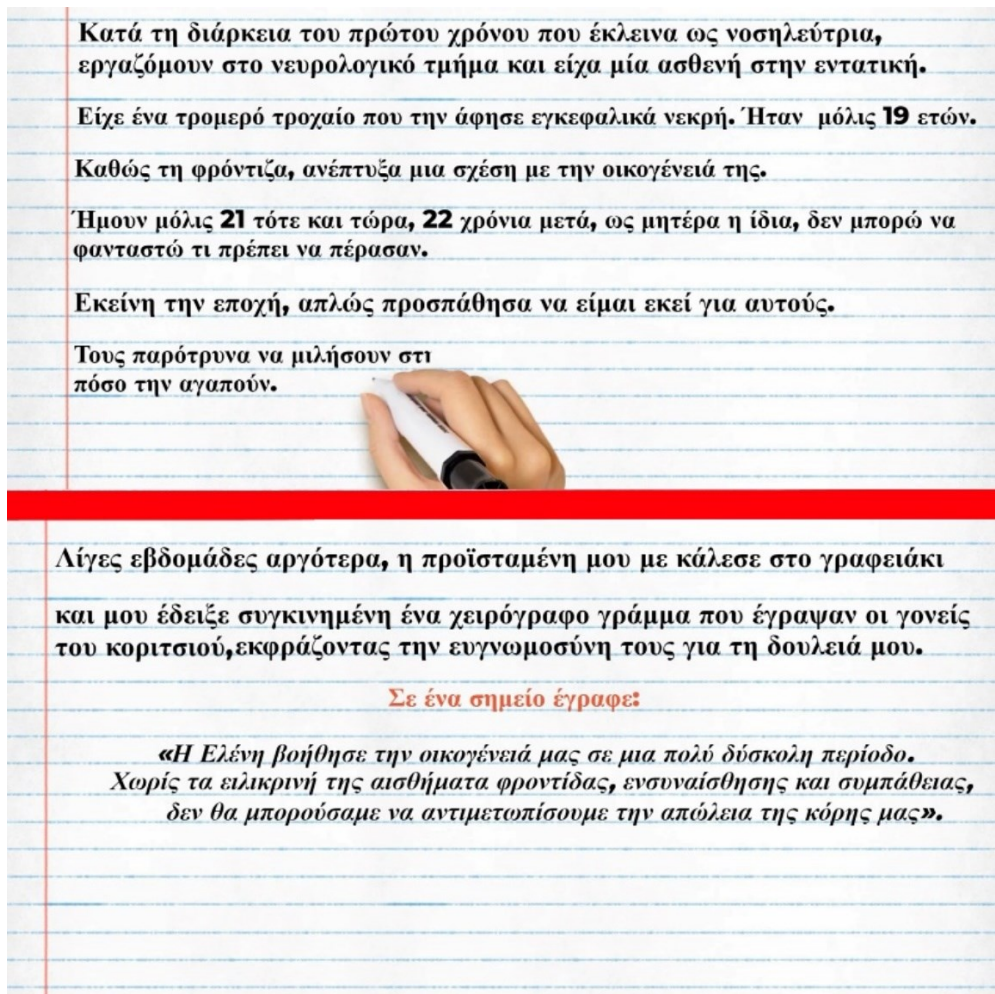 Κατά τη διάρκεια του πρώτου χρόνου που έκλεινα ως νοσηλεύτρια,
εργαζόμουν στο νευρολογικό τμήμα και είχα μία ασθενή στην εντατική.
Είχε ένα τρομερό τροχαίο που την άφησε εγκεφαλικά νεκρή. Ήταν μόλις 19 ετών.
Καθώς τη φρόντιζα, ανέπτυξα μια σχέση με την οικογένειά της.
Ήμουν μόλις 21 τότε και τώρα, 22 χρόνια μετά, ως μητέρα η ίδια, δεν μπορώ να
φανταστώ τι πρέπει να πέρασαν.
Εκείνη την εποχή, απλώς προσπάθησα να είμαι εκεί για αυτούς.
Τους παρότρυνα να μιλήσουν
πόσο την αγαπούν.
Λίγες εβδομάδες αργότερα, η προϊσταμένη μου με κάλεσε στο γραφειάκι
και μου έδειξε συγκινημένη ένα χειρόγραφο γράμμα που έγραψαν οι γονείς
του κοριτσιού,εκφράζοντας την ευγνωμοσύνη τους για τη δουλειά μου.
Σε ένα σημείο έγραφε:
«Η Ελένη βοήθησε την οικογένειά μας σε μια πολύ δύσκολη περίοδο.
Χωρίς τα ειλικρινή της αισθήματα φροντίδας, ενσυναίσθησης και συμπάθειας,
δεν θα μπορούσαμε να αντιμετωπίσουμε την απώλεια της κόρης μας».